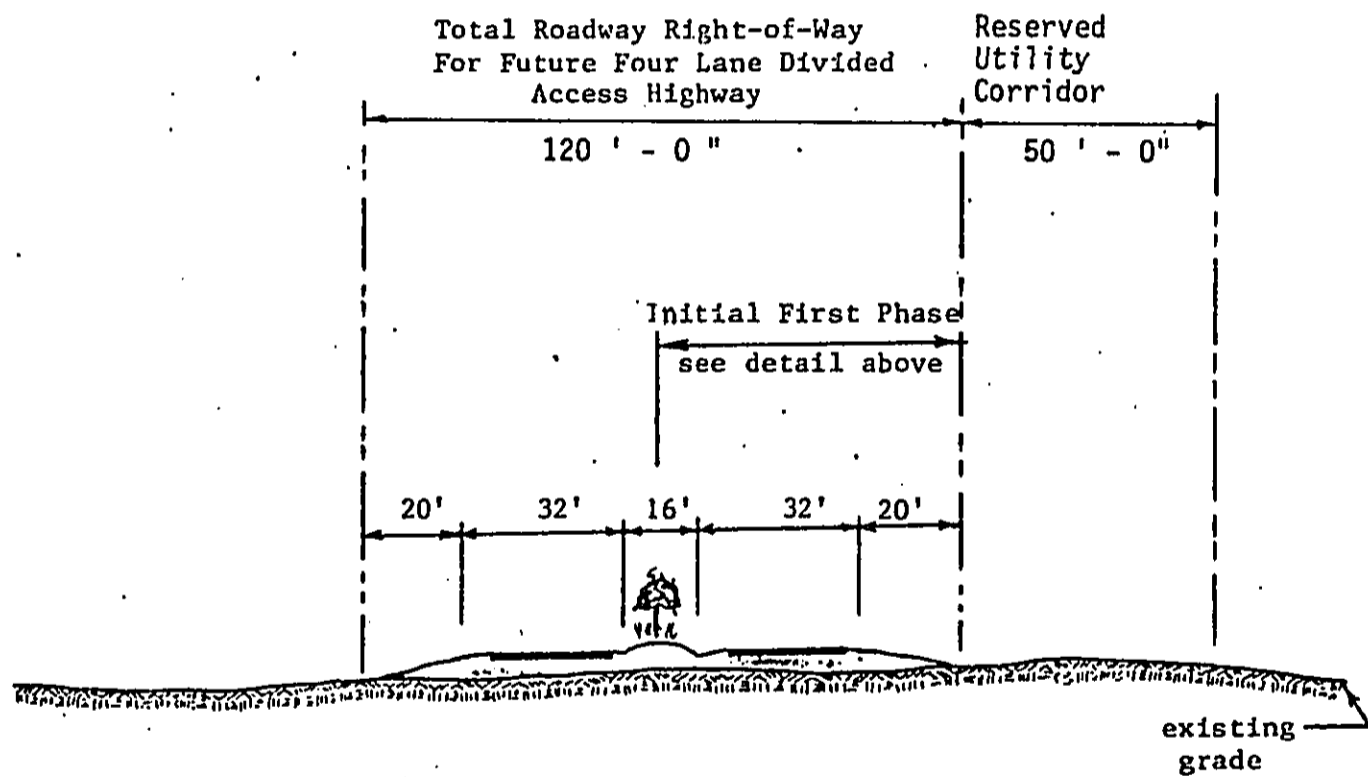 Total Roadway Right-of-Way
For Future Four Lane Divided
Access Highway
Reserved
Utility
Corridor
120 ' - 0 "
50 ' - 0"
Initial First Phase
see detail above
20'
32'
16'
32'
20'
existing
grade